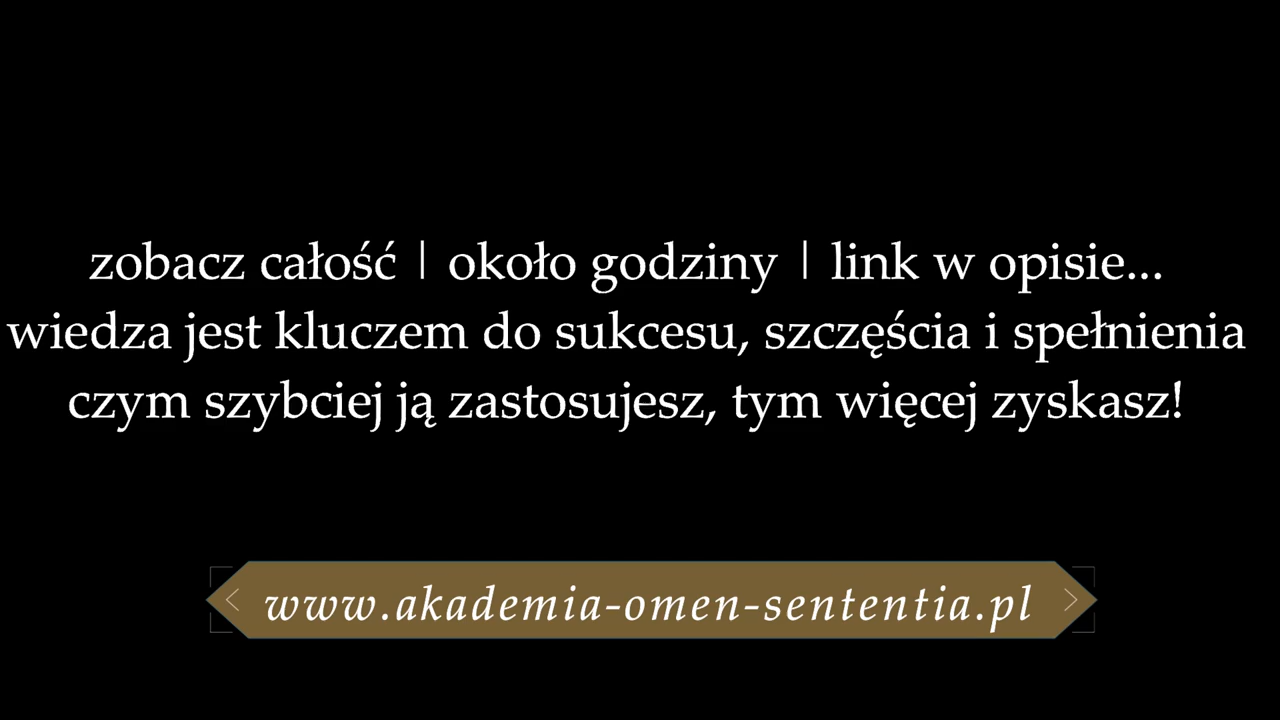 zobacz całość | około godziny | link w opisie...
wiedza jest kluczem do sukcesu, szczęścia i spełnienia
czym szybciej ją zastosujesz, tym więcej zyskasz!
www.akademia-omen-sententia.pl